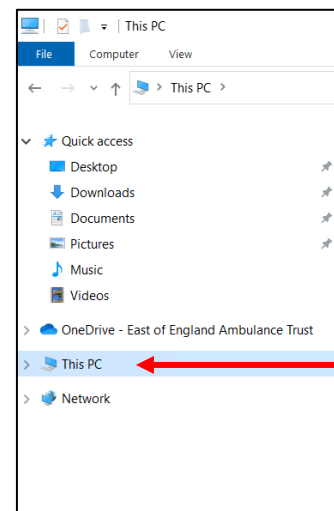 This PC
File Computer View
This PC
Quick access
Desktop
Downloads
Documents
Pictures
Music
Videos
OneDrive - East of England Ambulance Trust
This PC
Network